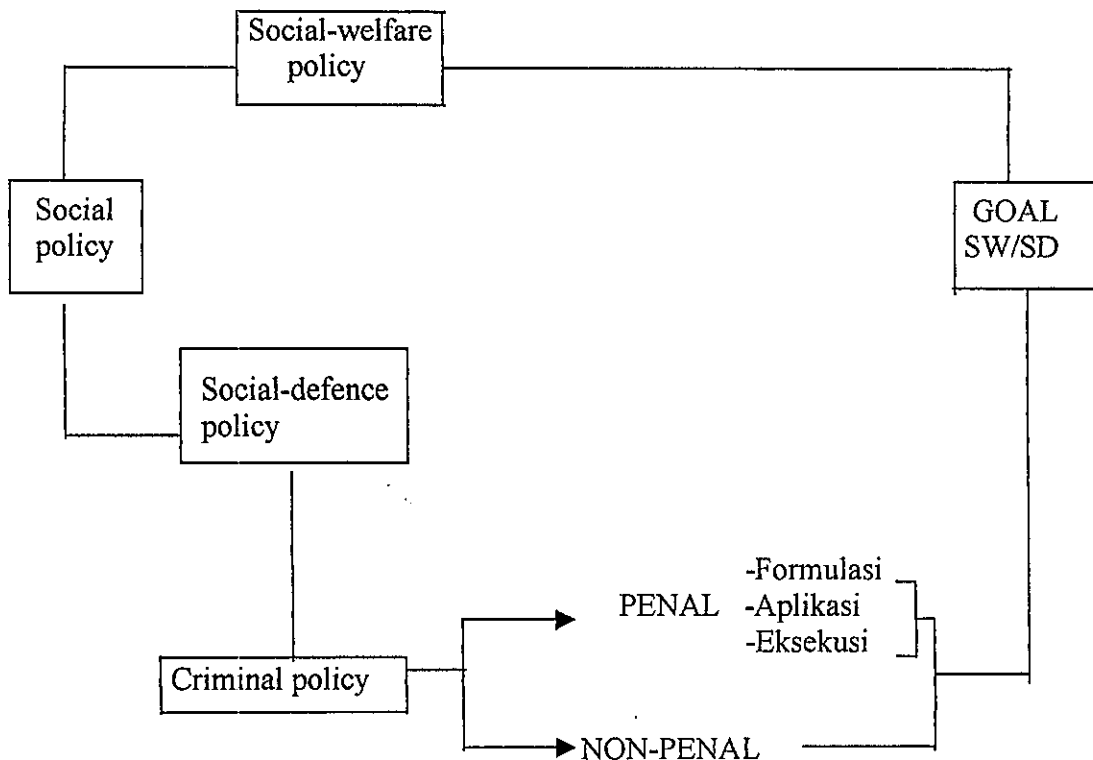 Social-welfare
policy
Social
policy
GOAL
SW/SD
Social-defence
policy
-Formulasi
PENAL -Aplikasi
-Eksekusi
Criminal policy
NON-PENAL